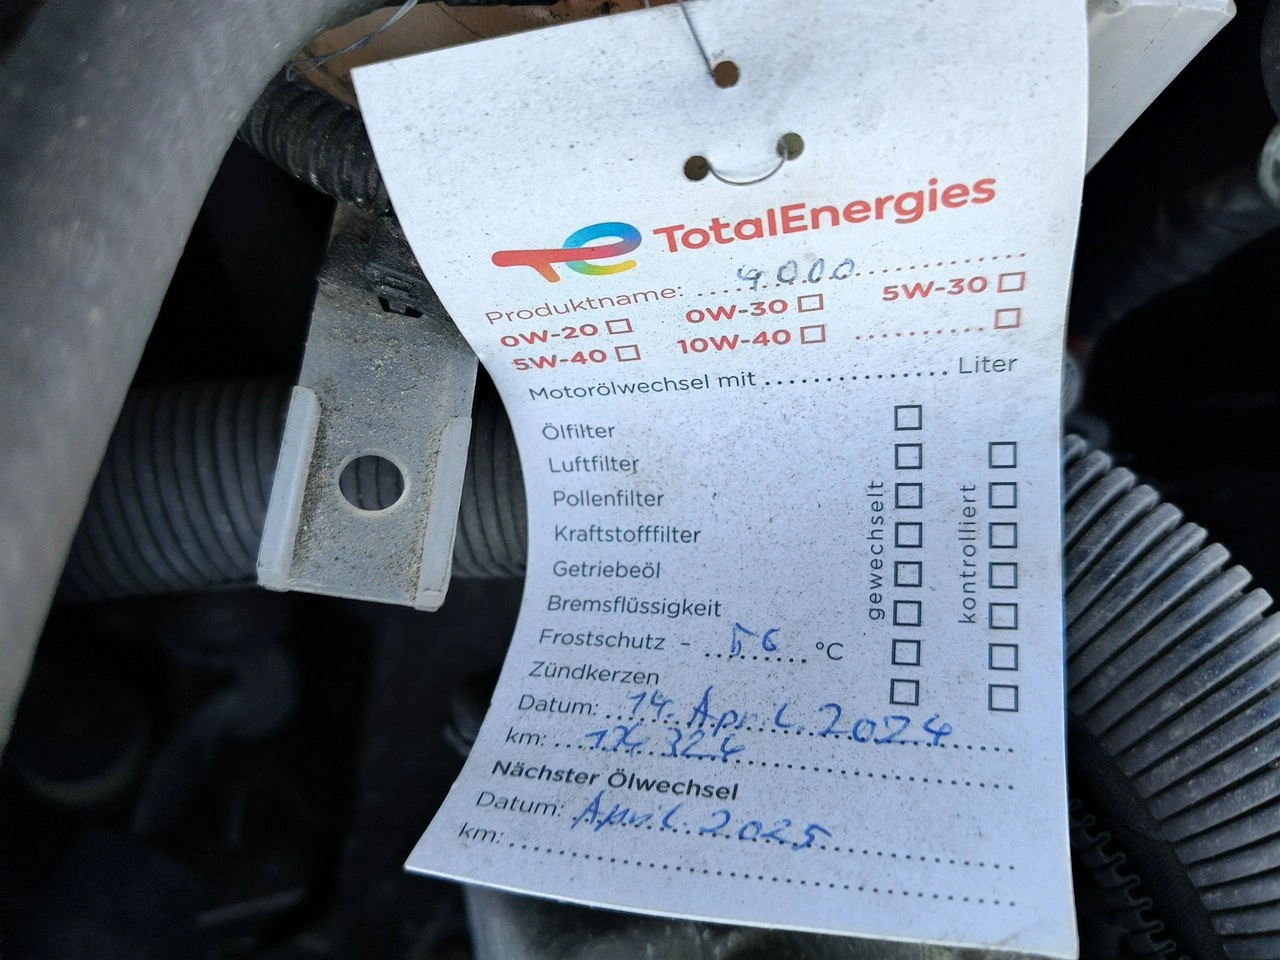 TotalEnergies
Produktname: ....9000...............
0W-20 ☐ 0W-30 ☐ 5W-30 ☐
5W-40 ☐ 10W-40 ☐ ............... ☐
Motorölwechsel mit .................... Liter
Ölfilter
Luftfilter
Pollenfilter
Kraftstofffilter
Getriebeöl
Bremsflüssigkeit
Frostschutz - ..56.. °C
Zündkerzen
gewechselt
kontrolliert
Datum: 14. April 2024
km:
Nächster Ölwechsel
Datum: April 2025
km: ........................................